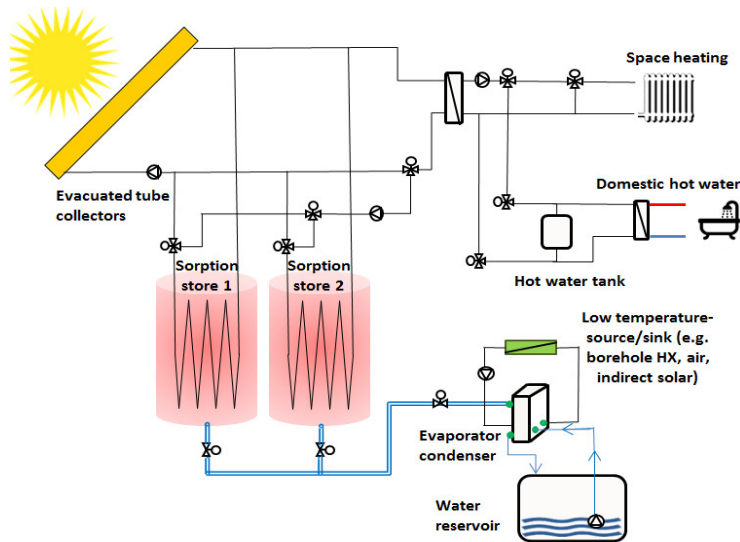 Space heating
Evacuated tube
collectors
Domestic hot water
Sorption
store 1
Sorption
store 2
Hot water tank
Low temperature-
source/sink (e.g.
borehole HX, air,
indirect solar)
Evaporator
condenser
Water
reservoir